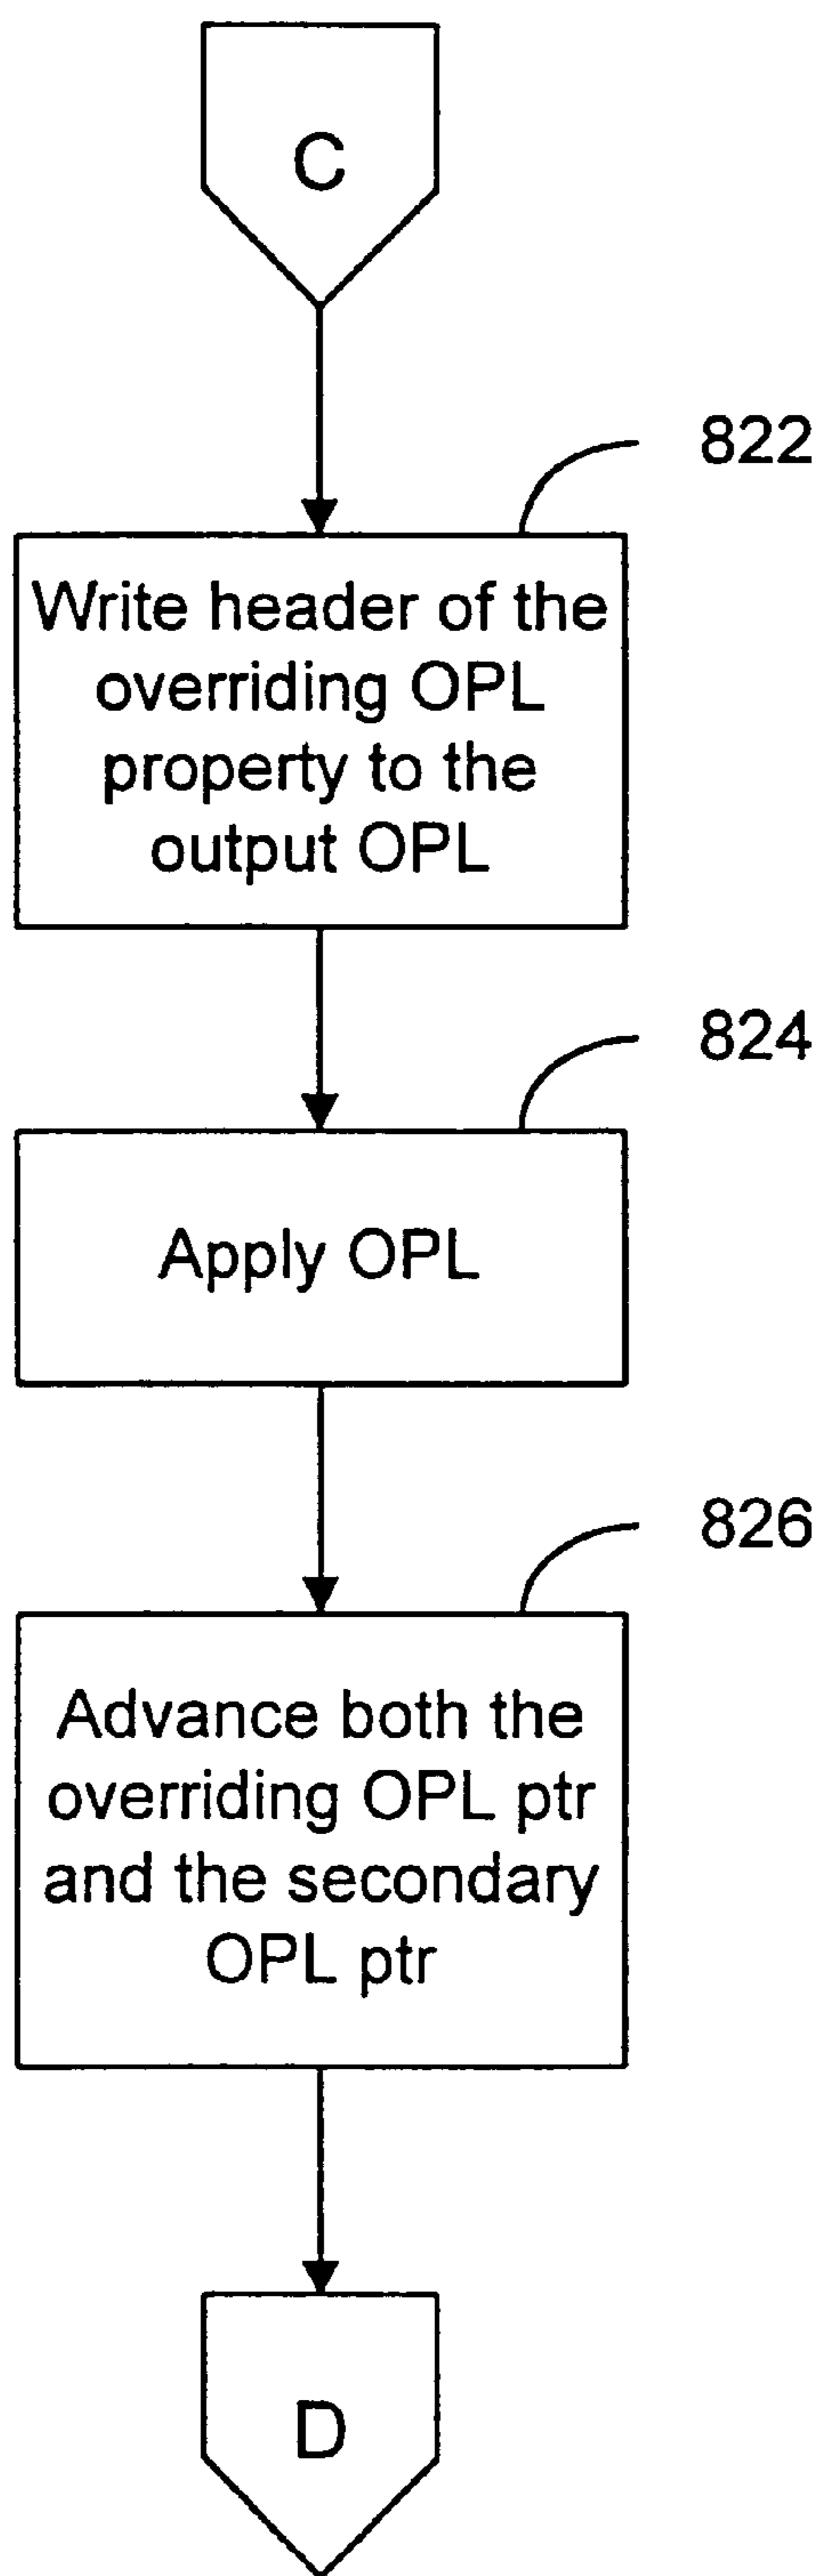 C
822
Write header of the
overriding OPL
property to the
output OPL
824
Apply OPL
826
Advance both the
overriding OPL ptr
and the secondary
OPL ptr
D